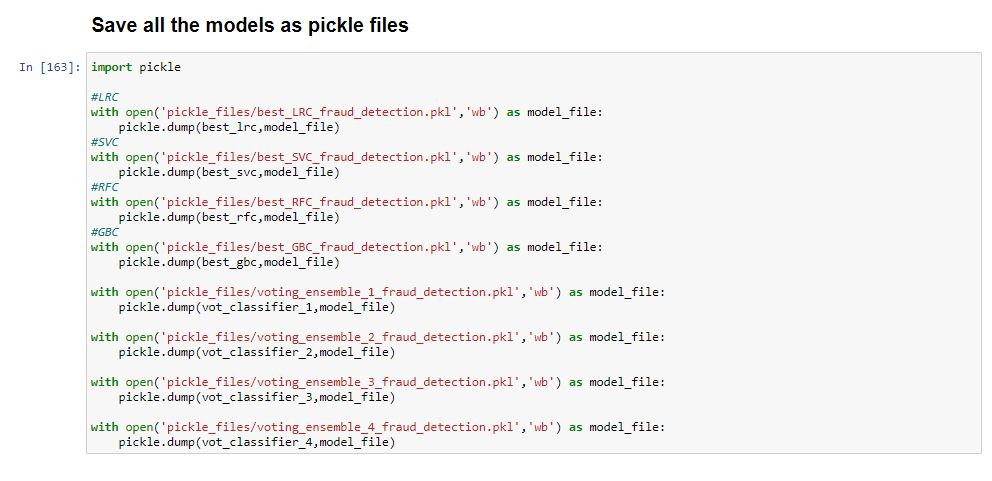 Save all the models as pickle files
In [163]: import pickle
#LRC
with open('pickle_files/best_LRC_fraud_detection.pkl','wb') as model_file:
    pickle.dump(best_lrc,model_file)
#SVC
with open('pickle_files/best_SVC_fraud_detection.pkl','wb') as model_file:
    pickle.dump(best_svc,model_file)
#RFC
with open('pickle_files/best_RFC_fraud_detection.pkl','wb') as model_file:
    pickle.dump(best_rfc,model_file)
#GBC
with open('pickle_files/best_GBC_fraud_detection.pkl','wb') as model_file:
    pickle.dump(best_gbc,model_file)
with open('pickle_files/voting_ensemble_1_fraud_detection.pkl','wb') as model_file:
    pickle.dump(vot_classifier_1,model_file)
with open('pickle_files/voting_ensemble_2_fraud_detection.pkl','wb') as model_file:
    pickle.dump(vot_classifier_2,model_file)
with open('pickle_files/voting_ensemble_3_fraud_detection.pkl','wb') as model_file:
    pickle.dump(vot_classifier_3,model_file)
with open('pickle_files/voting_ensemble_4_fraud_detection.pkl','wb') as model_file:
    pickle.dump(vot_classifier_4,model_file)